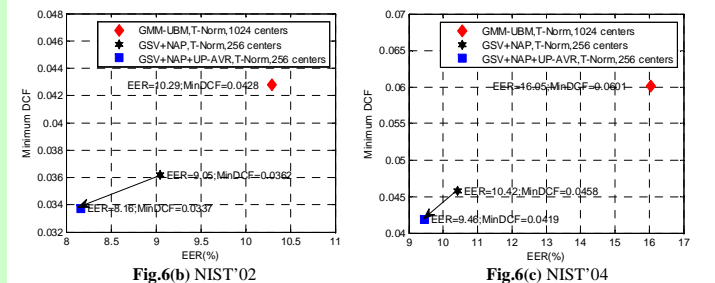 0.048
0.046
0.044
0.042
0.04
0.038
0.036
0.034
0.032
Minimum DCF
GMM-UBM,T-Norm,1024 centers
GSV+NAP,T-Norm,256 centers
GSV+NAP+UP-AVR,T-Norm,256 centers
EER=10.29;MinDCF=0.0428
EER=9.05;MinDCF=0.0362
EER=8.16;MinDCF=0.0337
8 8.5 9 9.5 10 10.5 11
EER(%)
Fig.6(b) NIST'02
0.07
0.065
0.06
0.055
0.05
0.045
0.04
Minimum DCF
GMM-UBM,T-Norm,1024 centers
GSV+NAP,T-Norm,256 centers
GSV+NAP+UP-AVR,T-Norm,256 centers
EER=16.05;MinDCF=0.0601
EER=10.42;MinDCF=0.0458
EER=9.46;MinDCF=0.0419
9 10 11 12 13 14 15 16 17
EER(%)
Fig.6(c) NIST'04